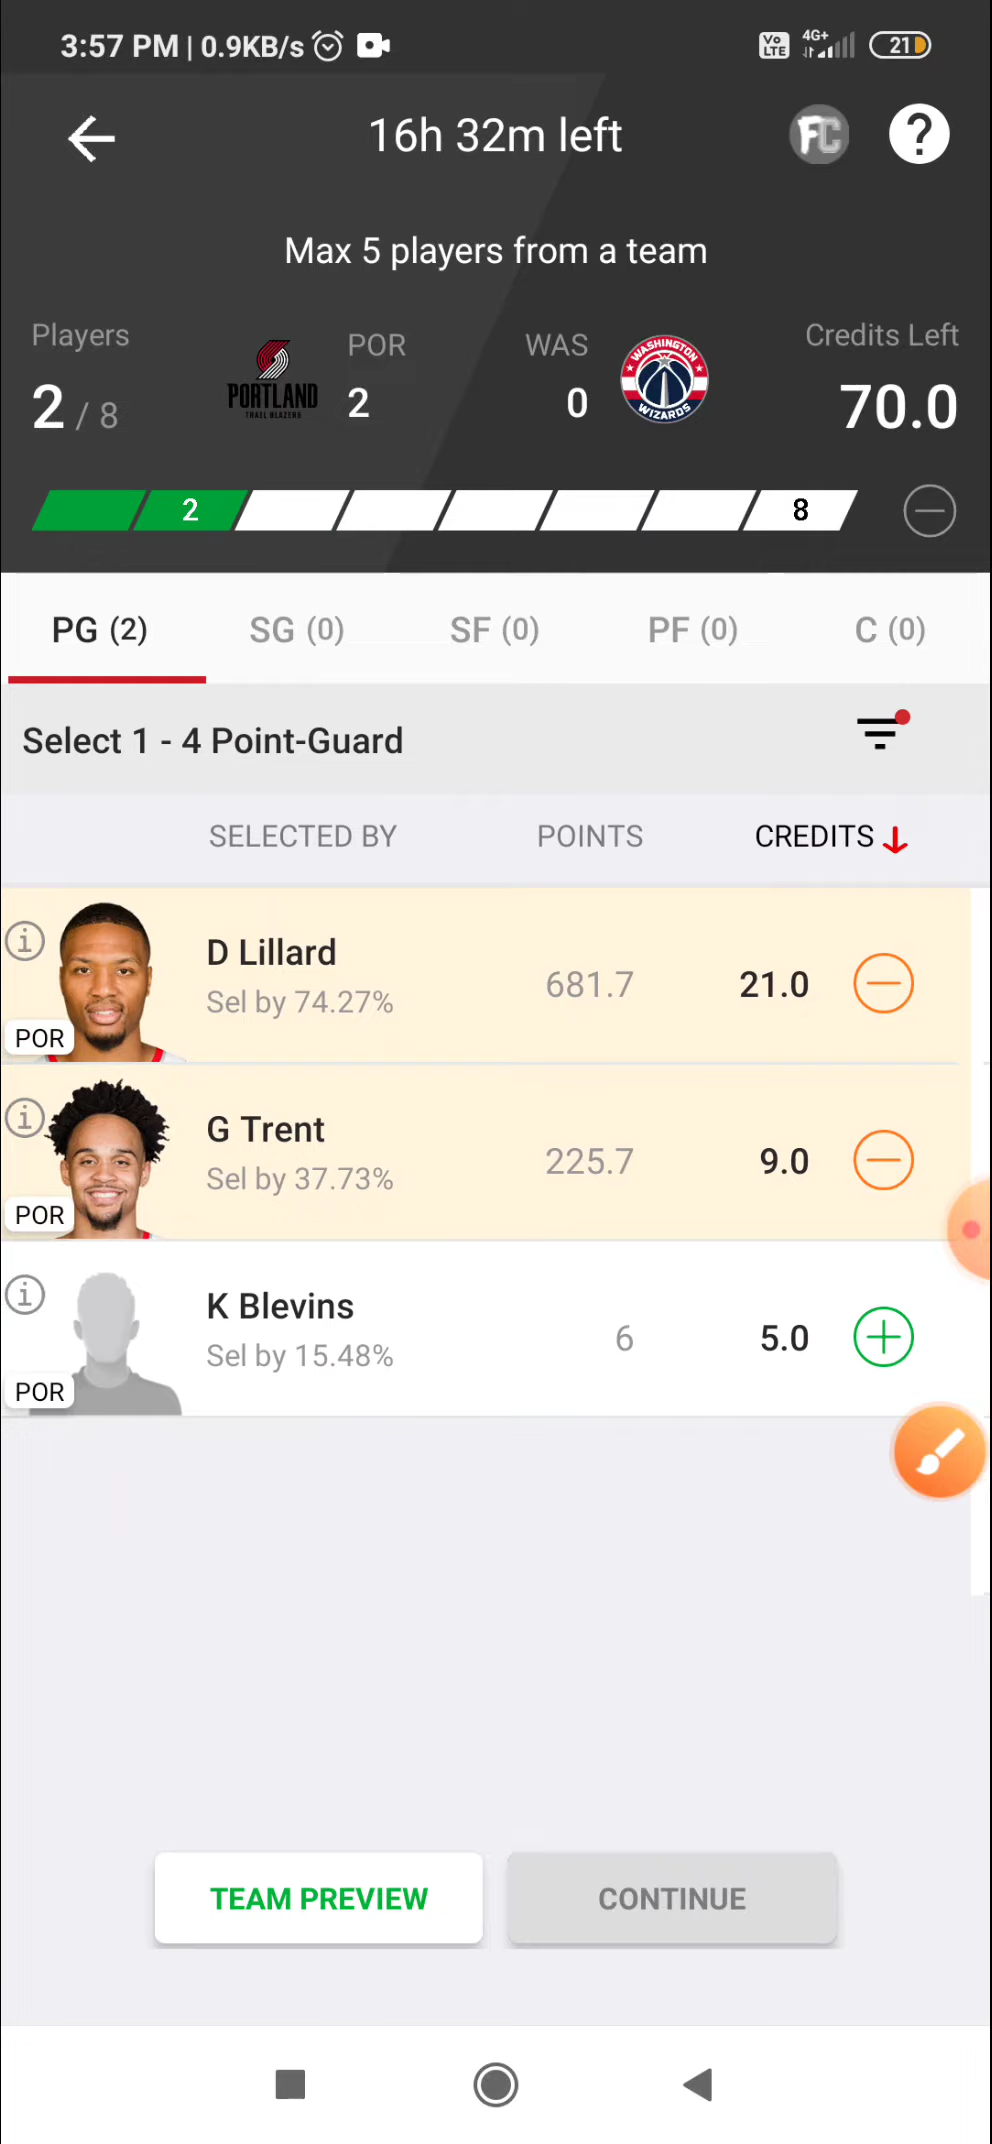 3:57 PM | 0.9KB/s
Vo LTE 4G+ 21
16h 32m left
FC ?
Max 5 players from a team
Players
2 / 8
PORTLAND
TRAIL BLAZERS
POR
2
WAS
0
WASHINGTON
WIZARDS
Credits Left
70.0
2
8
PG (2)
SG (0)
SF (0)
PF (0)
C (0)
Select 1 - 4 Point-Guard
SELECTED BY
POINTS
CREDITS
i
D Lillard
Sel by 74.27%
POR
681.7
21.0
i
G Trent
Sel by 37.73%
POR
225.7
9.0
i
K Blevins
Sel by 15.48%
POR
6
5.0
TEAM PREVIEW
CONTINUE